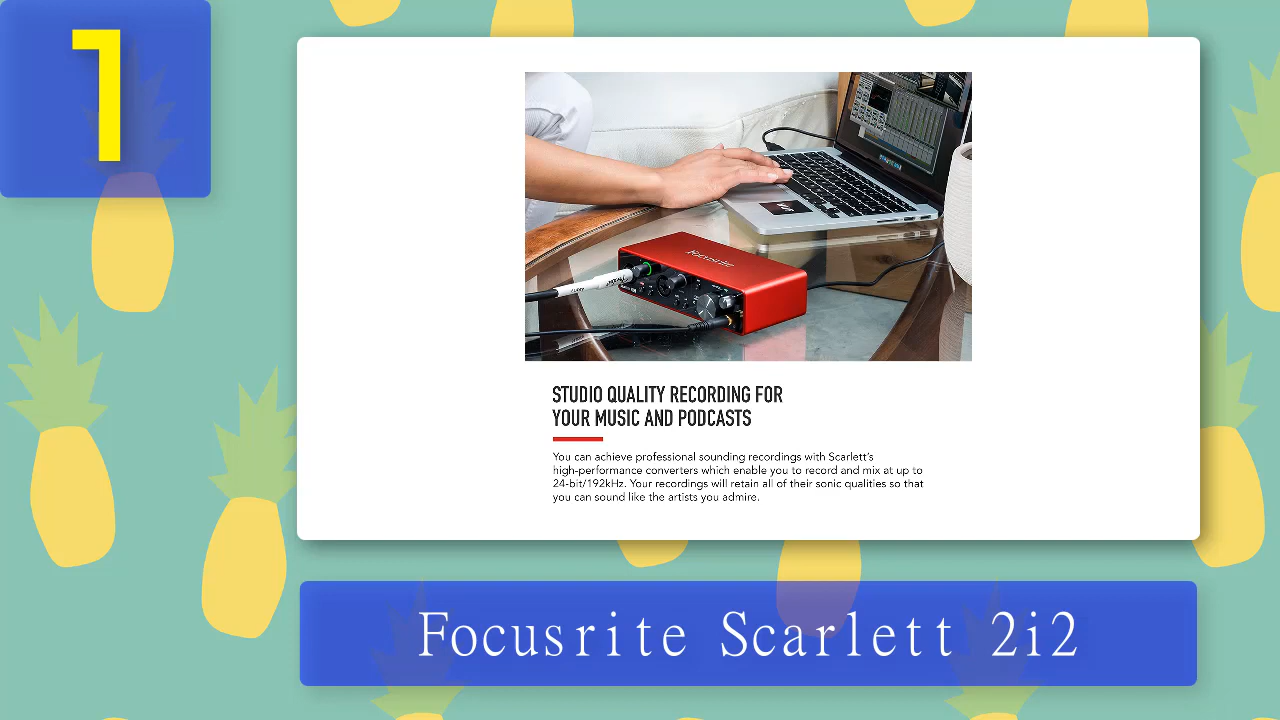 1
Focusrite
STUDIO QUALITY RECORDING FOR
YOUR MUSIC AND PODCASTS
You can achieve professional sounding recordings with Scarlett's
high-performance converters which enable you to record and mix at up to
24-bit/192kHz. Your recordings will retain all of their sonic qualities so that
you can sound like the artists you admire.
Focusrite Scarlett 2i2